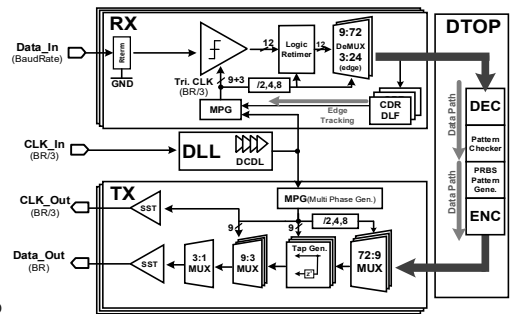 RX
DTOP
Data_In
(BaudRate)
Rterm
GND
12
Logic
Retimer
12
9:72
DeMUX
3:24
(edge)
Tri. CLK
(BR/3)
9+3
/2,4,8
MPG
Edge
Tracking
CDR
DLF
Data Path
DEC
Pattern
Checker
PRBS
Pattern
Gene.
ENC
Data Path
CLK_In
(BR/3)
DLL
DCDL
TX
CLK_Out
(BR/3)
SST
MPG(Multi Phase Gen.)
9
9
/2,4,8
Data_Out
(BR)
SST
3:1
MUX
9:3
MUX
Tap Gen.
72:9
MUX